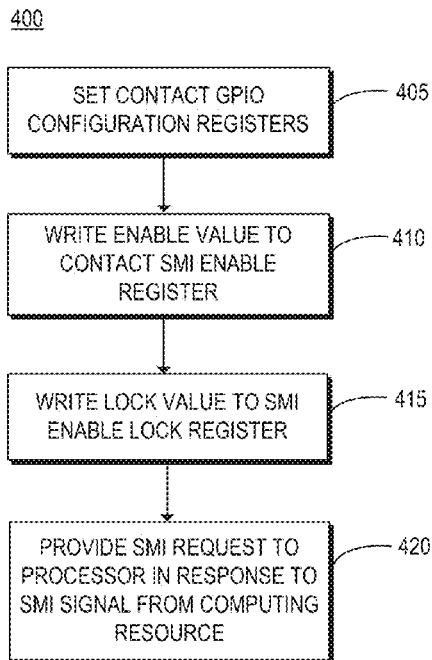 400
SET CONTACT GPIO
CONFIGURATION REGISTERS
405
WRITE ENABLE VALUE TO
CONTACT SMI ENABLE
REGISTER
410
WRITE LOCK VALUE TO SMI
ENABLE LOCK REGISTER
415
PROVIDE SMI REQUEST TO
PROCESSOR IN RESPONSE TO
SMI SIGNAL FROM COMPUTING
RESOURCE
420